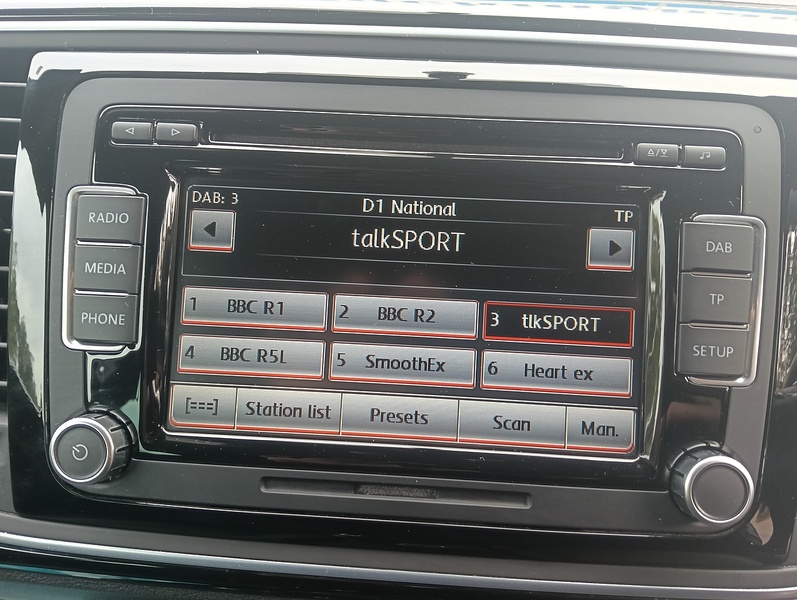 RADIO
MEDIA
PHONE
DAB: 3
D1 National
TP
talkSPORT
1 BBC R1
2 BBC R2
3 tlkSPORT
4 BBC R5L
5 SmoothEx
6 Heart ex
[===]
Station list
Presets
Scan
Man.
DAB
TP
SETUP